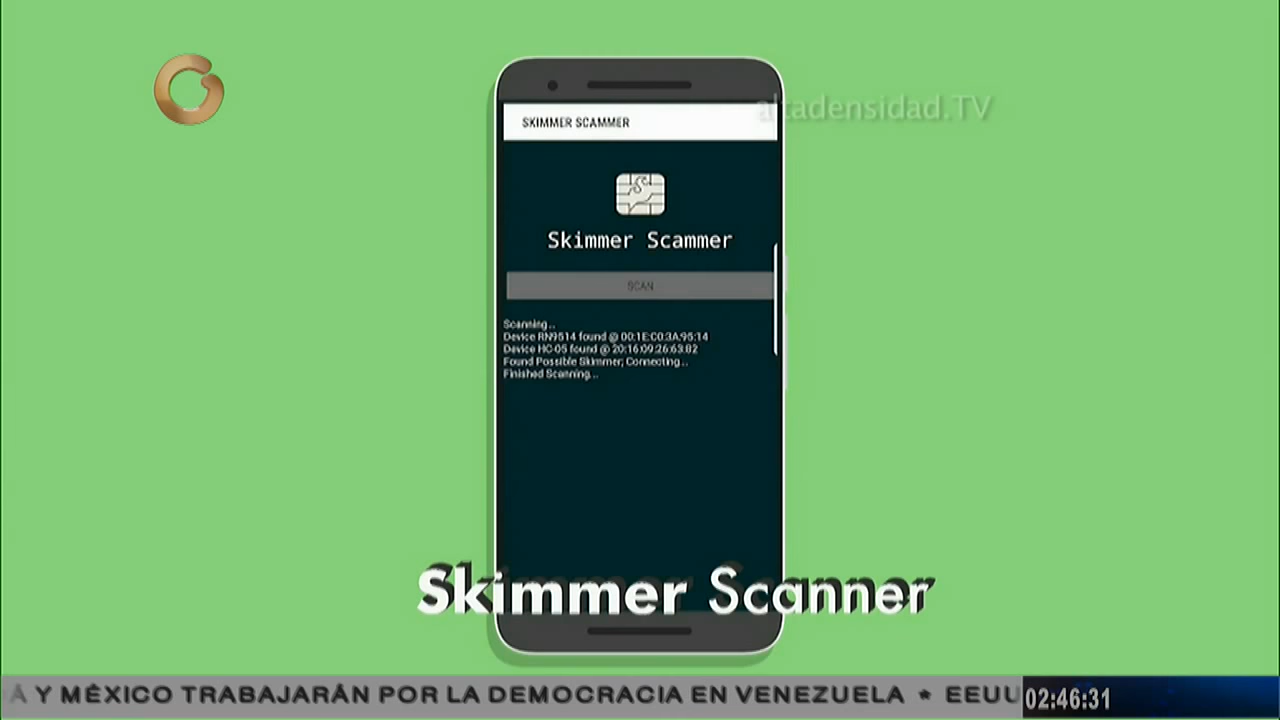 altadensidad.TV
SKIMMER SCAMMER
Skimmer Scammer
SCAN
Scanning...
Device RN9514 found @ 00:1E:C0:3A:95:14
Device HC-05 found @ 20:16:09:26:63:82
Found Possible Skimmer; Connecting...
Finished Scanning...
Skimmer Scanner
Á Y MÉXICO TRABAJARÁN POR LA DEMOCRACIA EN VENEZUELA * EEUU
02:46:31